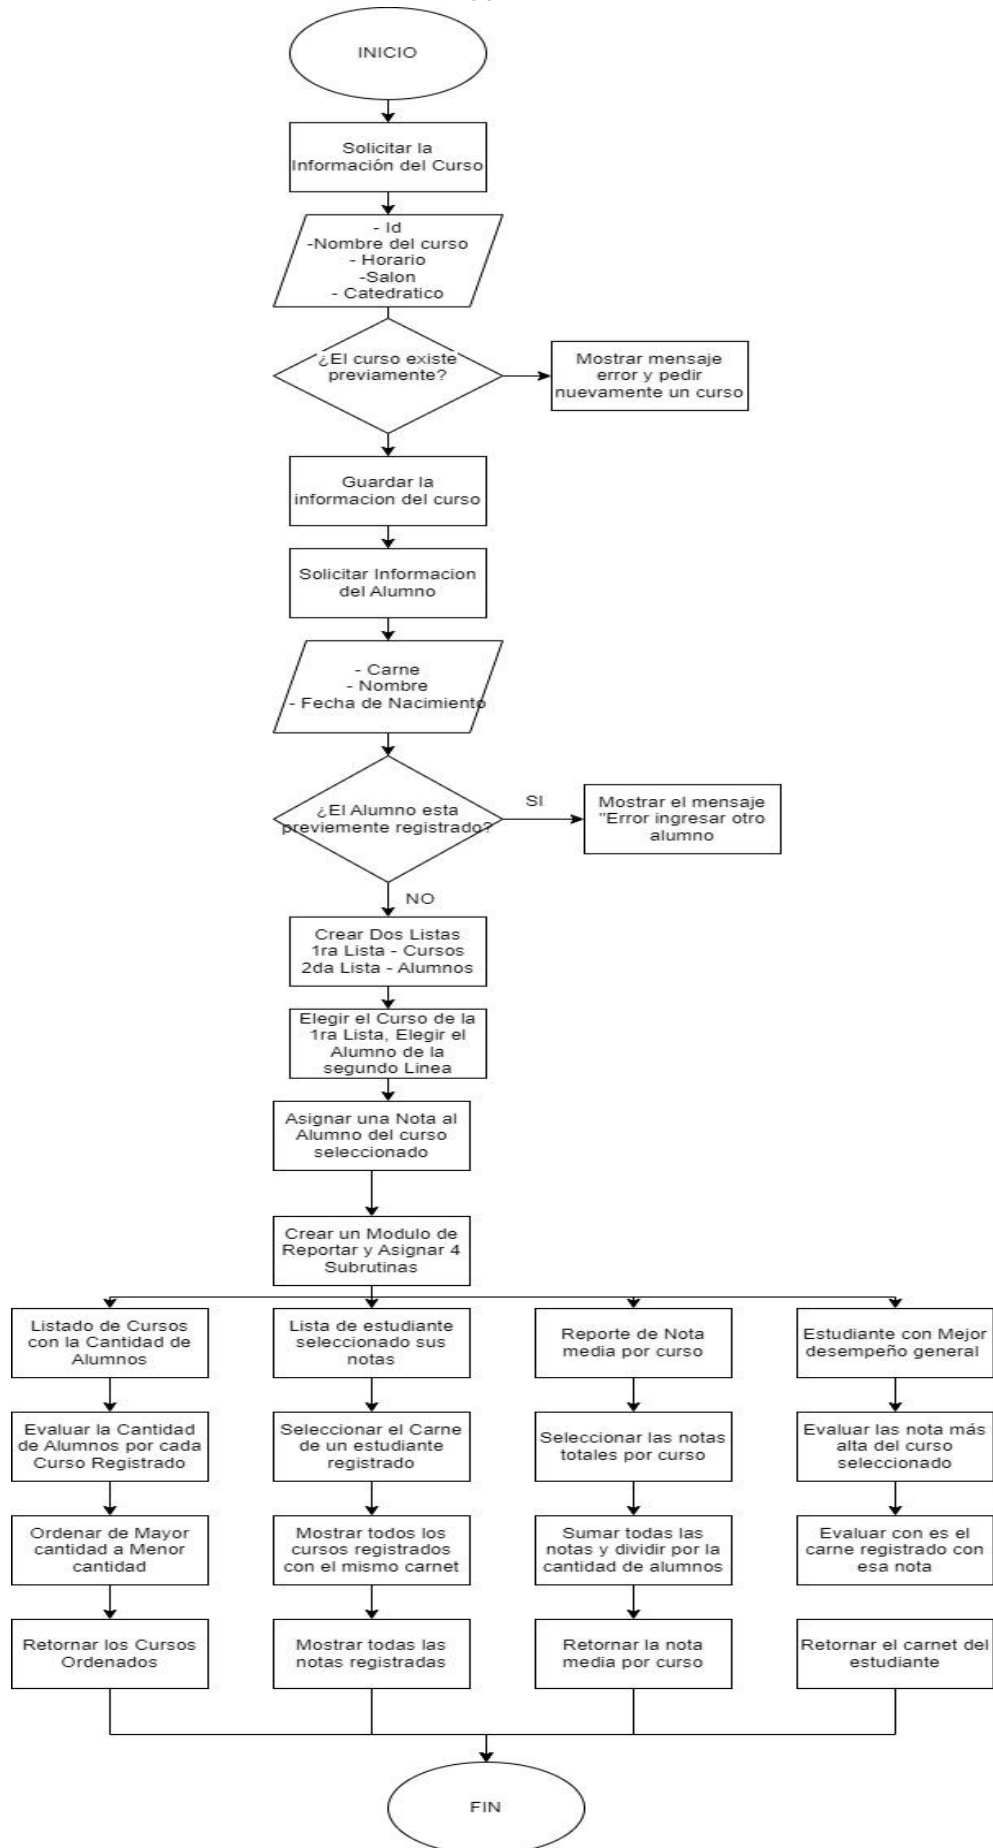 INICIO
Solicitar la
Información del Curso
- Id
-Nombre del curso
- Horario
-Salon
- Catedratico
¿El curso existe
previamente?
Mostrar mensaje
error y pedir
nuevamente un curso
Guardar la
informacion del curso
Solicitar Informacion
del Alumno
- Carne
- Nombre
- Fecha de Nacimiento
¿El Alumno esta
previemente registrado?
SI
Mostrar el mensaje
"Error ingresar otro
alumno
NO
Crear Dos Listas
1ra Lista - Cursos
2da Lista - Alumnos
Elegir el Curso de la
1ra Lista, Elegir el
Alumno de la
segundo Linea
Asignar una Nota al
Alumno del curso
seleccionado
Crear un Modulo de
Reportar y Asignar 4
Subrutinas
Listado de Cursos
con la Cantidad de
Alumnos
Lista de estudiante
seleccionado sus
notas
Reporte de Nota
media por curso
Estudiante con Mejor
desempeño general
Evaluar la Cantidad
de Alumnos por cada
Curso Registrado
Seleccionar el Carne
de un estudiante
registrado
Seleccionar las notas
totales por curso
Evaluar las nota más
alta del curso
seleccionado
Ordenar de Mayor
cantidad a Menor
cantidad
Mostrar todos los
cursos registrados
con el mismo carnet
Sumar todas las
notas y dividir por la
cantidad de alumnos
Evaluar con es el
carne registrado con
esa nota
Retornar los Cursos
Ordenados
Mostrar todas las
notas registradas
Retornar la nota
media por curso
Retornar el carnet del
estudiante
FIN